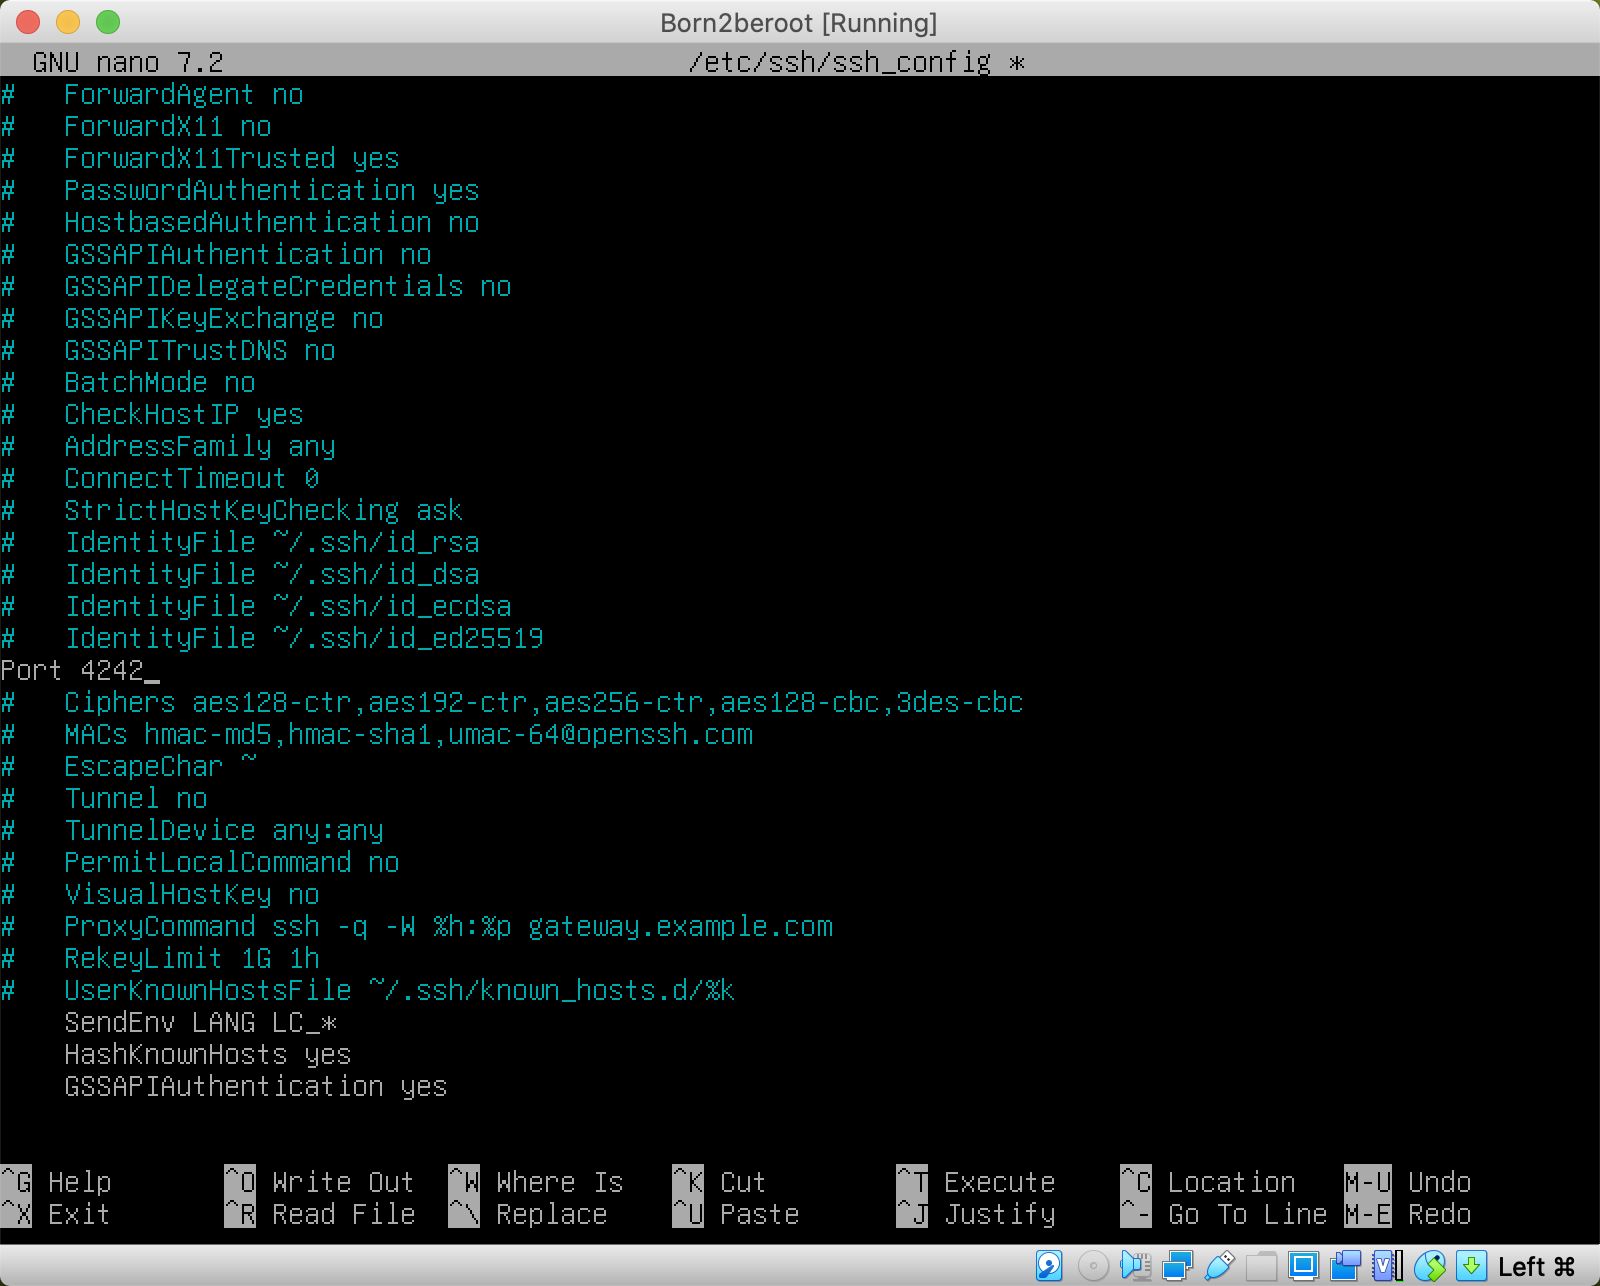 Born2beroot [Running]
GNU nano 7.2 /etc/ssh/ssh_config *
#   ForwardAgent no
#   ForwardX11 no
#   ForwardX11Trusted yes
#   PasswordAuthentication yes
#   HostbasedAuthentication no
#   GSSAPIAuthentication no
#   GSSAPIDelegateCredentials no
#   GSSAPIKeyExchange no
#   GSSAPITrustDNS no
#   BatchMode no
#   CheckHostIP yes
#   AddressFamily any
#   ConnectTimeout 0
#   StrictHostKeyChecking ask
#   IdentityFile ~/.ssh/id_rsa
#   IdentityFile ~/.ssh/id_dsa
#   IdentityFile ~/.ssh/id_ecdsa
#   IdentityFile ~/.ssh/id_ed25519
Port 4242_
#   Ciphers aes128-ctr,aes192-ctr,aes256-ctr,aes128-cbc,3des-cbc
#   MACs hmac-md5,hmac-sha1,umac-64@openssh.com
#   EscapeChar ~
#   Tunnel no
#   TunnelDevice any:any
#   PermitLocalCommand no
#   VisualHostKey no
#   ProxyCommand ssh -q -W %h:%p gateway.example.com
#   RekeyLimit 1G 1h
#   UserKnownHostsFile ~/.ssh/known_hosts.d/%k
    SendEnv LANG LC_*
    HashKnownHosts yes
    GSSAPIAuthentication yes
^G Help ^O Write Out ^W Where Is ^K Cut ^T Execute ^C Location M-U Undo
^X Exit ^R Read File ^\ Replace ^U Paste ^J Justify ^- Go To Line M-E Redo
Left ⌘